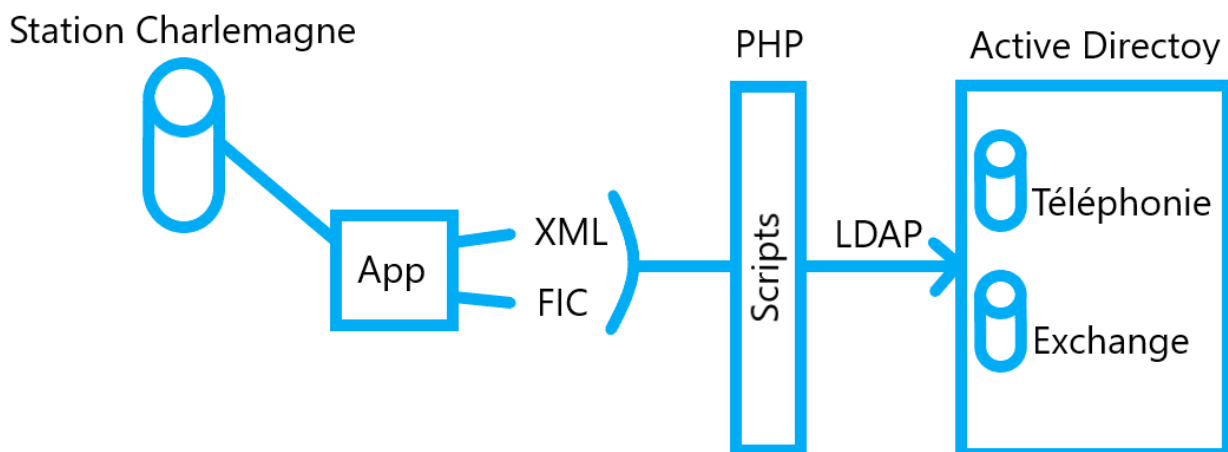 Station Charlemagne
PHP
Active Directoy
App
XML
FIC
Scripts
LDAP
Téléphonie
Exchange